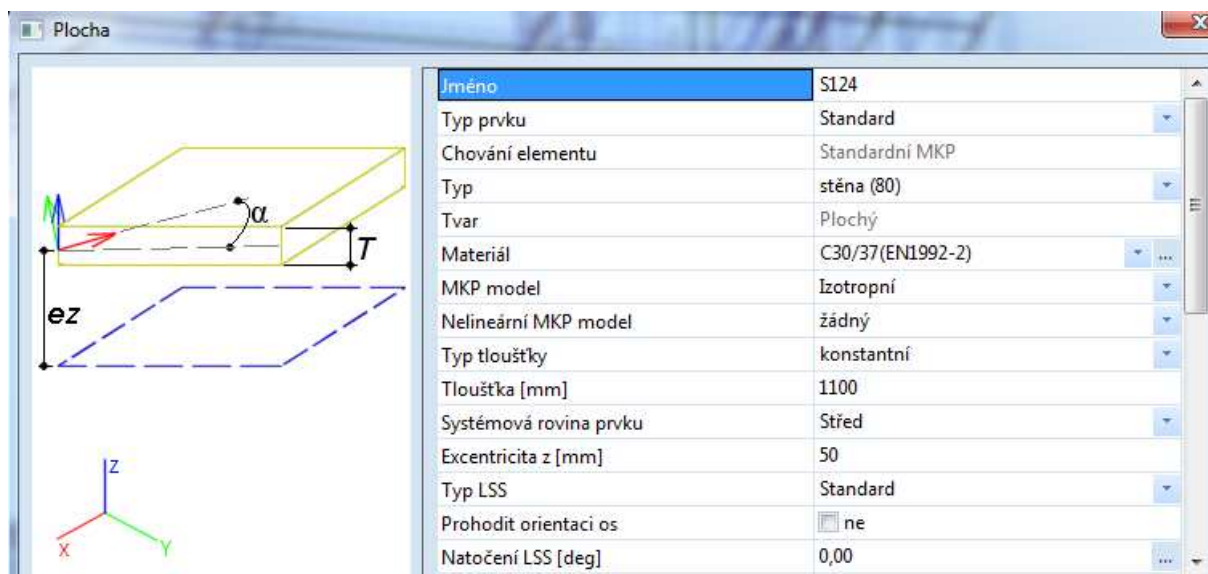 Plocha
α
T
ez
Z
X
Y
Jméno S124
Typ prvku Standard
Chování elementu Standardní MKP
Typ stěna (80)
Tvar Plochý
Materiál C30/37(EN1992-2) ...
MKP model Izotropní
Nelineární MKP model žádný
Typ tloušťky konstantní
Tloušťka [mm] 1100
Systémová rovina prvku Střed
Excentricita z [mm] 50
Typ LSS Standard
Prohodit orientaci os ne
Natočení LSS [deg] 0,00 ...